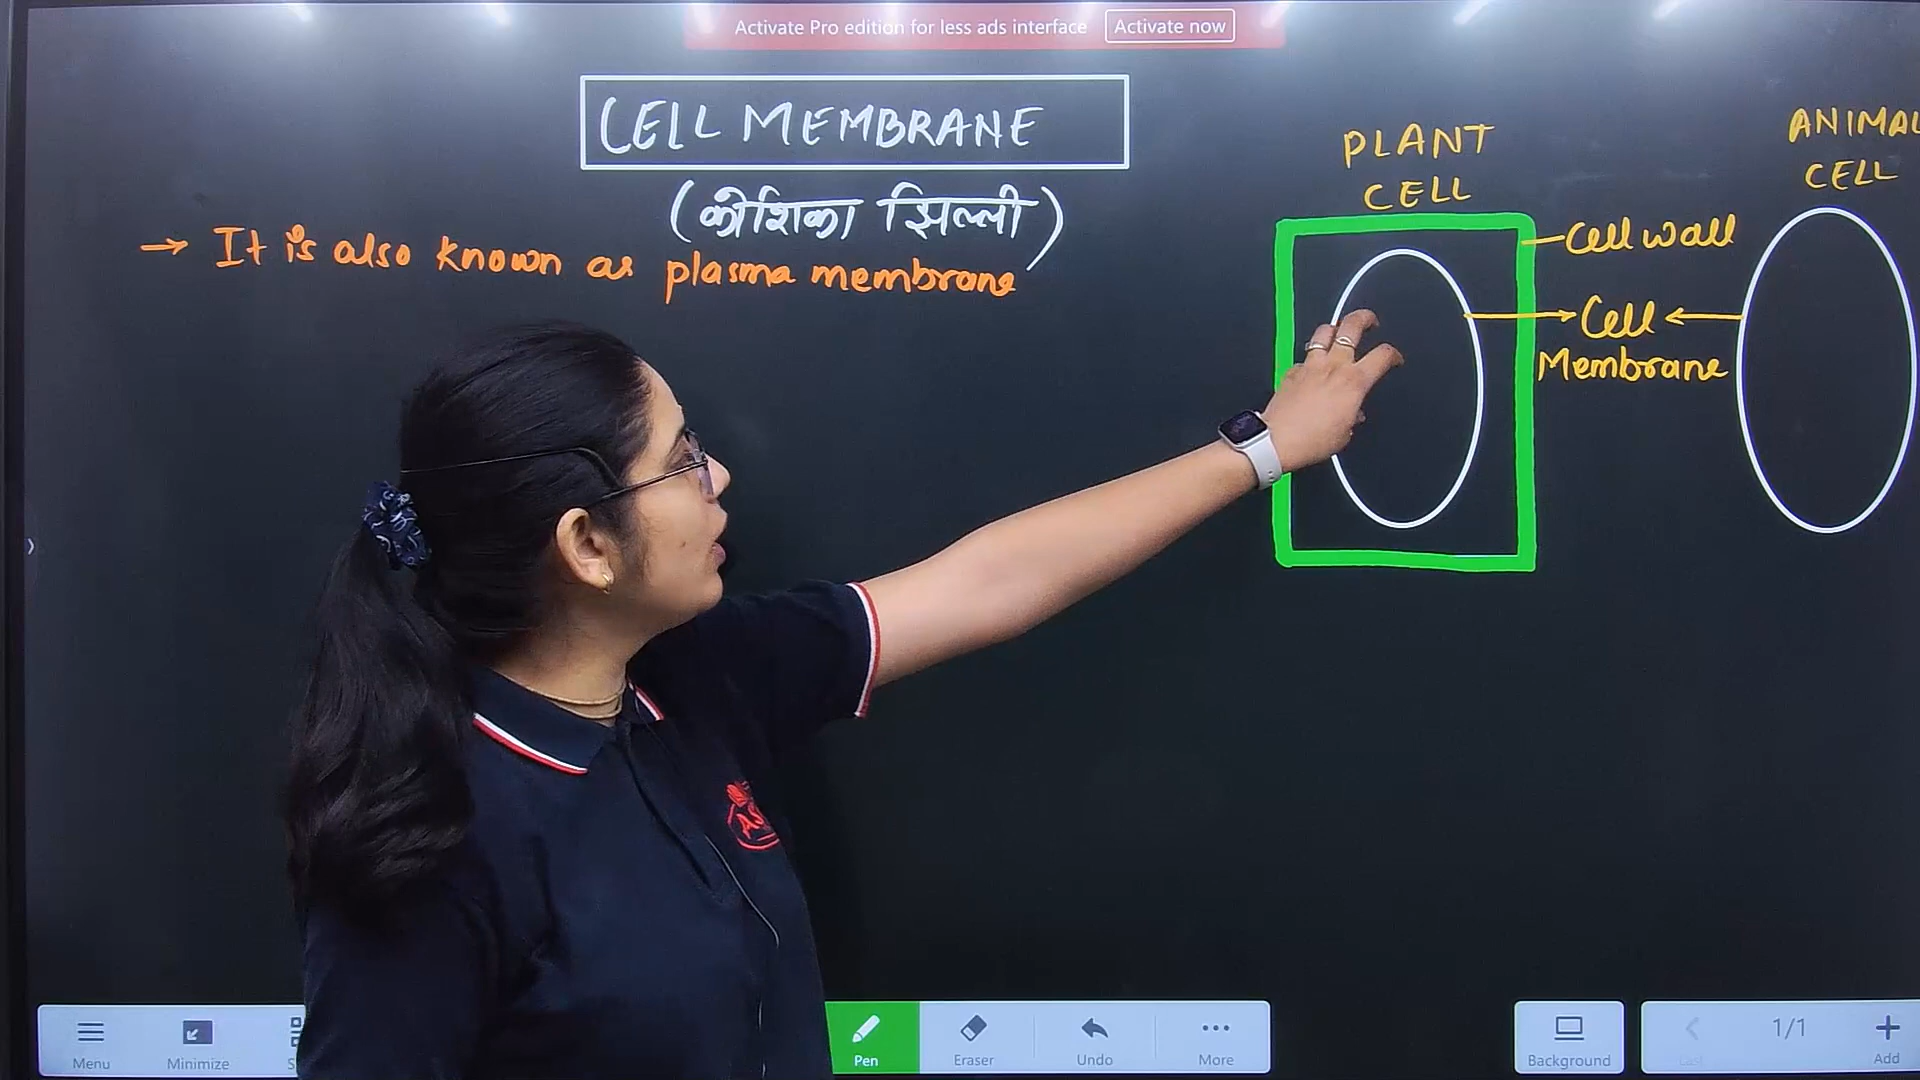 Activate Pro edition for less ads interface Activate now
CELL MEMBRANE
(कोशिका झिल्ली)
→ It is also known as plasma membrane
PLANT
CELL
ANIMAL
CELL
Cell wall
Cell
Membrane
Menu
Minimize
Pen
Eraser
Undo
More
Background
Last
1/1
Add